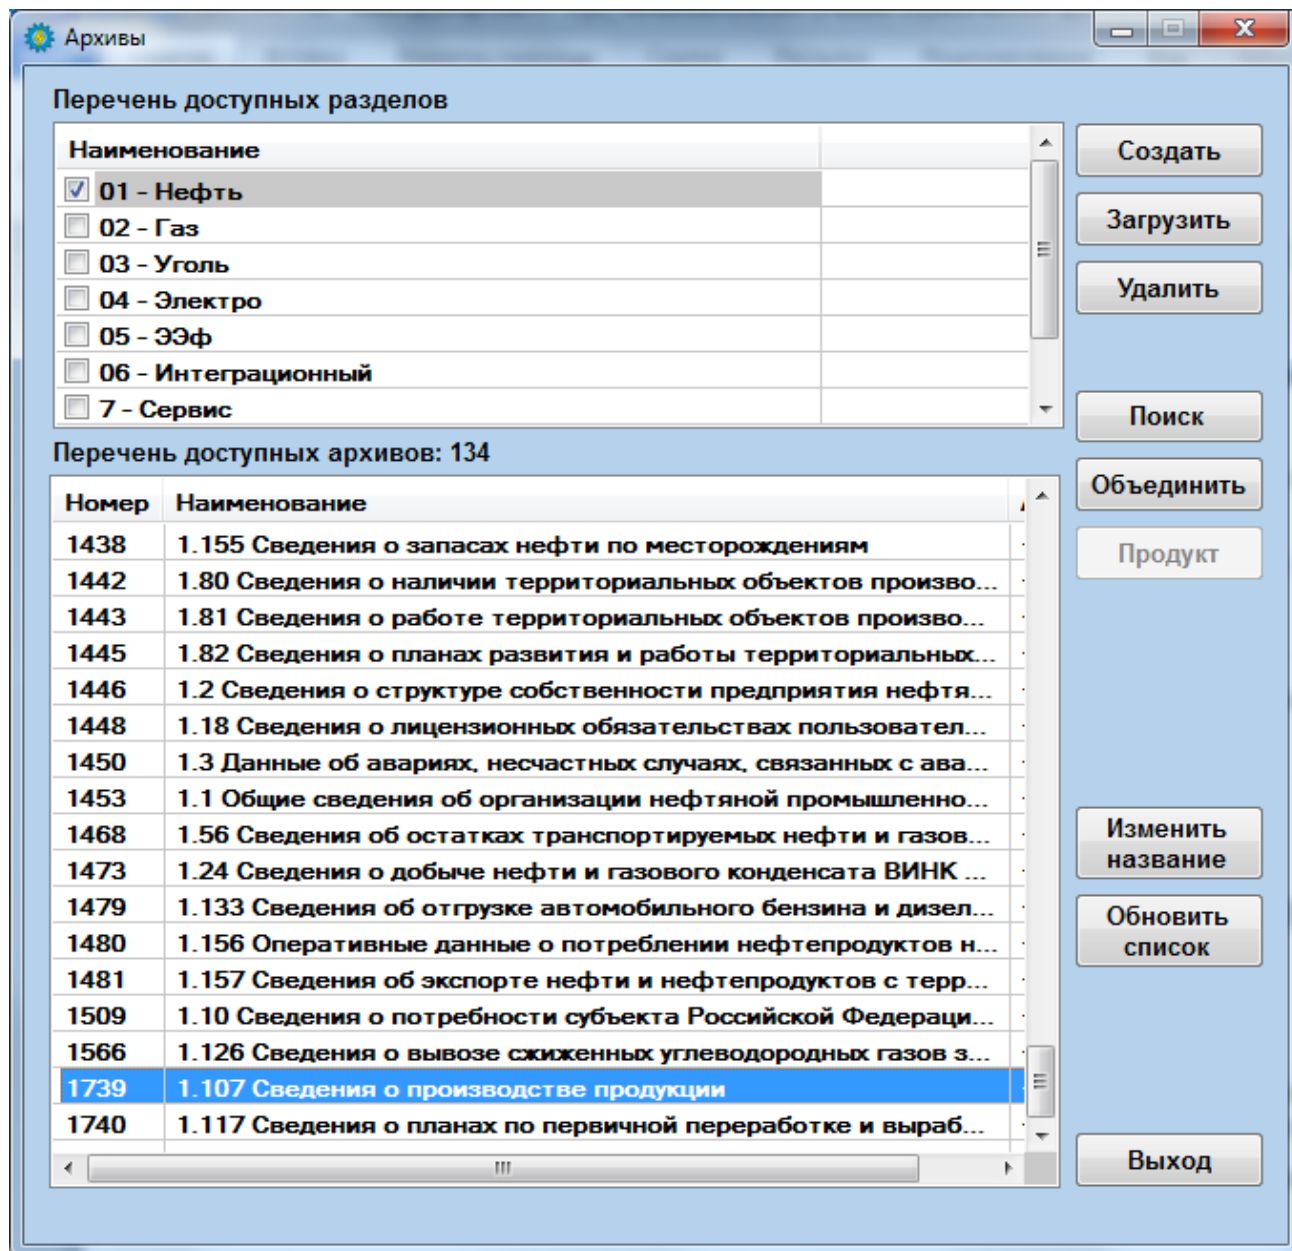 Архивы
Перечень доступных разделов
Наименование
01 - Нефть
02 - Газ
03 - Уголь
04 - Электро
05 - ЭЭф
06 - Интеграционный
7 - Сервис
Создать
Загрузить
Удалить
Поиск
Объединить
Продукт
Перечень доступных архивов: 134
Номер Наименование
1438 1.155 Сведения о запасах нефти по месторождениям
1442 1.80 Сведения о наличии территориальных объектов произво...
1443 1.81 Сведения о работе территориальных объектов произво...
1445 1.82 Сведения о планах развития и работы территориальных...
1446 1.2 Сведения о структуре собственности предприятия нефтя...
1448 1.18 Сведения о лицензионных обязательствах пользовател...
1450 1.3 Данные об авариях, несчастных случаях, связанных с ава...
1453 1.1 Общие сведения об организации нефтяной промышленно...
1468 1.56 Сведения об остатках транспортируемых нефти и газов...
1473 1.24 Сведения о добыче нефти и газового конденсата ВИНК ...
1479 1.133 Сведения об отгрузке автомобильного бензина и дизел...
1480 1.156 Оперативные данные о потреблении нефтепродуктов н...
1481 1.157 Сведения об экспорте нефти и нефтепродуктов с терр...
1509 1.10 Сведения о потребности субъекта Российской Федераци...
1566 1.126 Сведения о вывозе сжиженных углеводородных газов з...
1739 1.107 Сведения о производстве продукции
1740 1.117 Сведения о планах по первичной переработке и выраб...
Изменить
название
Обновить
список
Выход